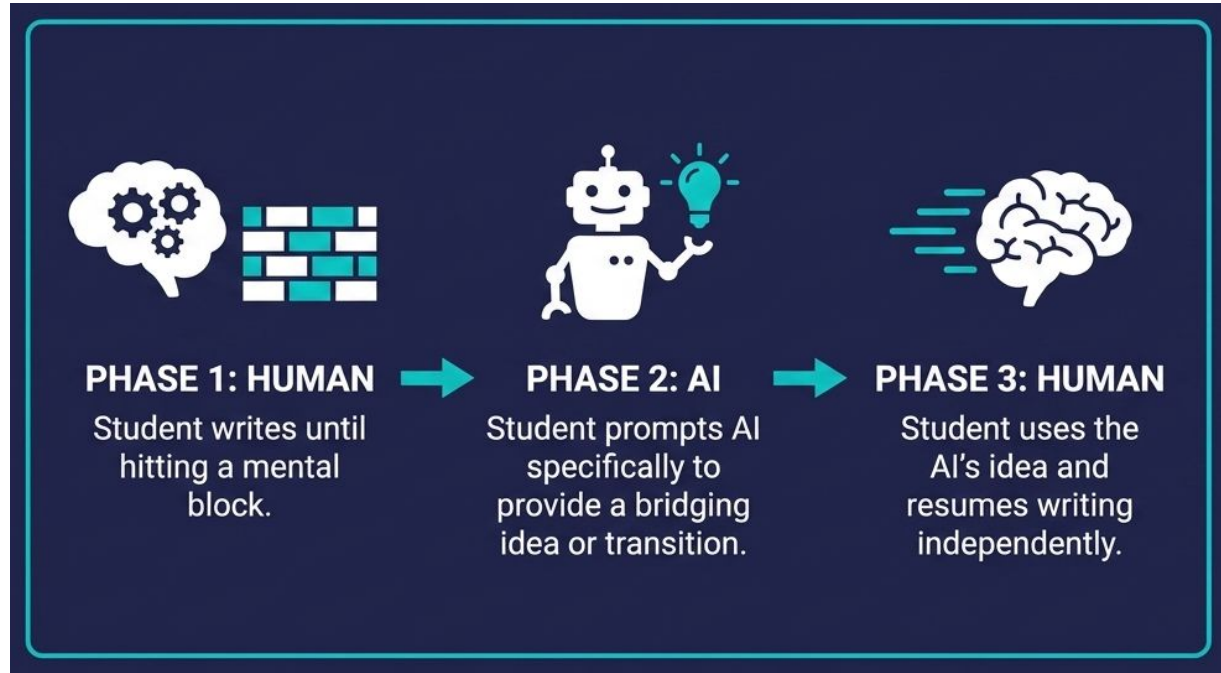 PHASE 1: HUMAN
Student writes until
hitting a mental
block.
PHASE 2: AI
Student prompts AI
specifically to
provide a bridging
idea or transition.
PHASE 3: HUMAN
Student uses the
AI’s idea and
resumes writing
independently.